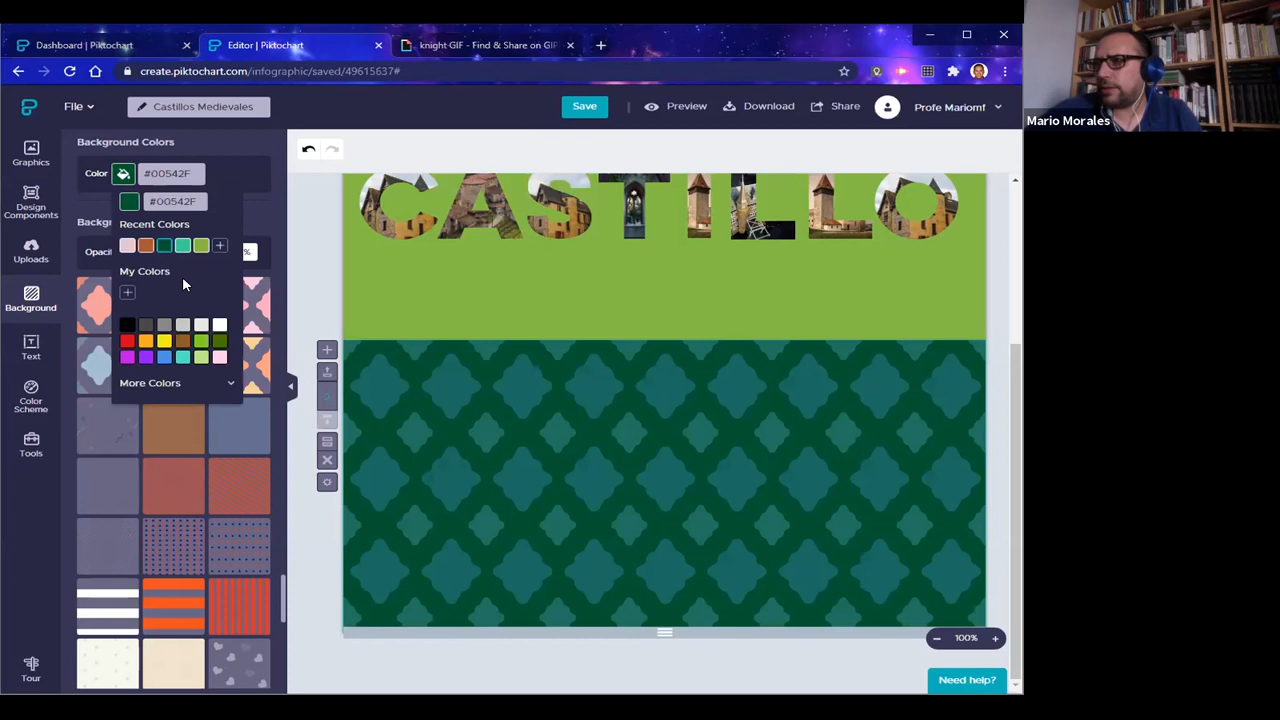 Dashboard | Piktochart
Editor | Piktochart
knight GIF - Find & Share on GIP
create.piktochart.com/infographic/saved/49615637#
File
Castillos Medievales
Save
Preview
Download
Share
Profe Mariomf
Mario Morales
Graphics
Design
Components
Uploads
Background
Text
Color
Scheme
Tools
Tour
Background Colors
Color
#00542F
#00542F
Recent Colors
Backg
Opaci
%
My Colors
More Colors
CASTILLO
100%
Need help?